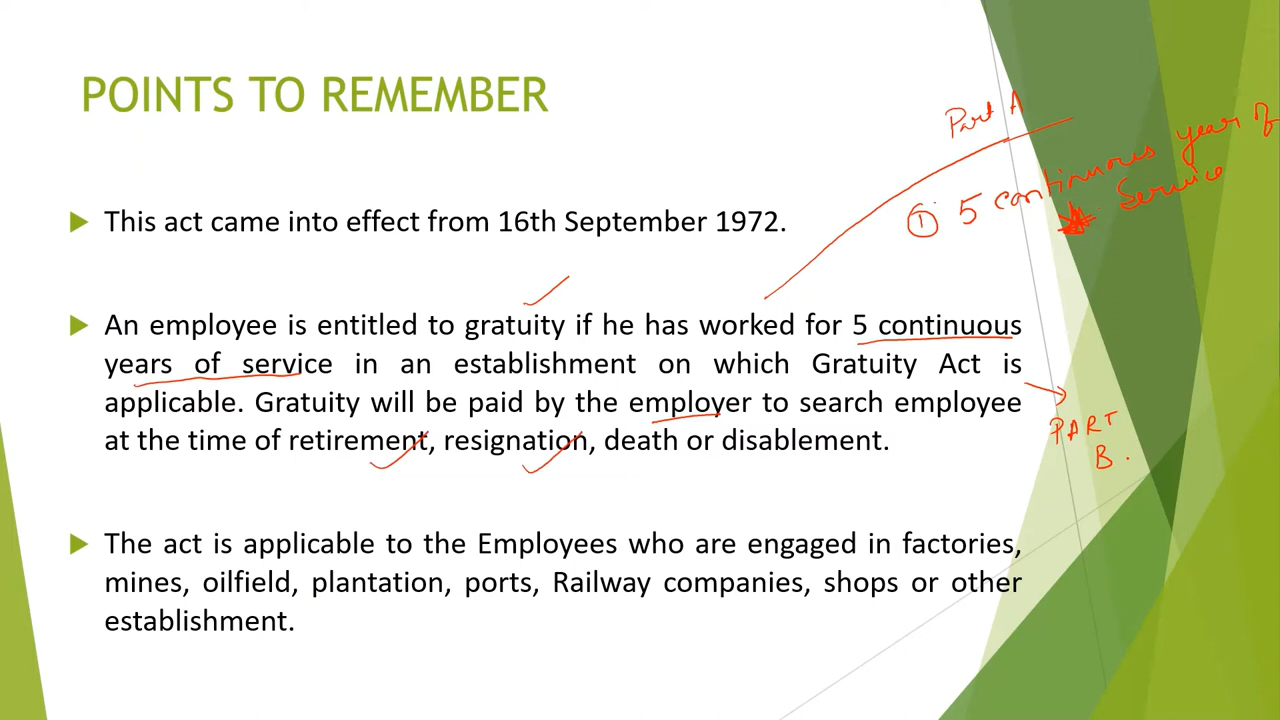 POINTS TO REMEMBER
Part A
① 5 continuous year of
Service
▶ This act came into effect from 16th September 1972.
▶ An employee is entitled to gratuity if he has worked for 5 continuous
years of service in an establishment on which Gratuity Act is
applicable. Gratuity will be paid by the employer to search employee
at the time of retirement, resignation, death or disablement.
PART
B.
▶ The act is applicable to the Employees who are engaged in factories,
mines, oilfield, plantation, ports, Railway companies, shops or other
establishment.